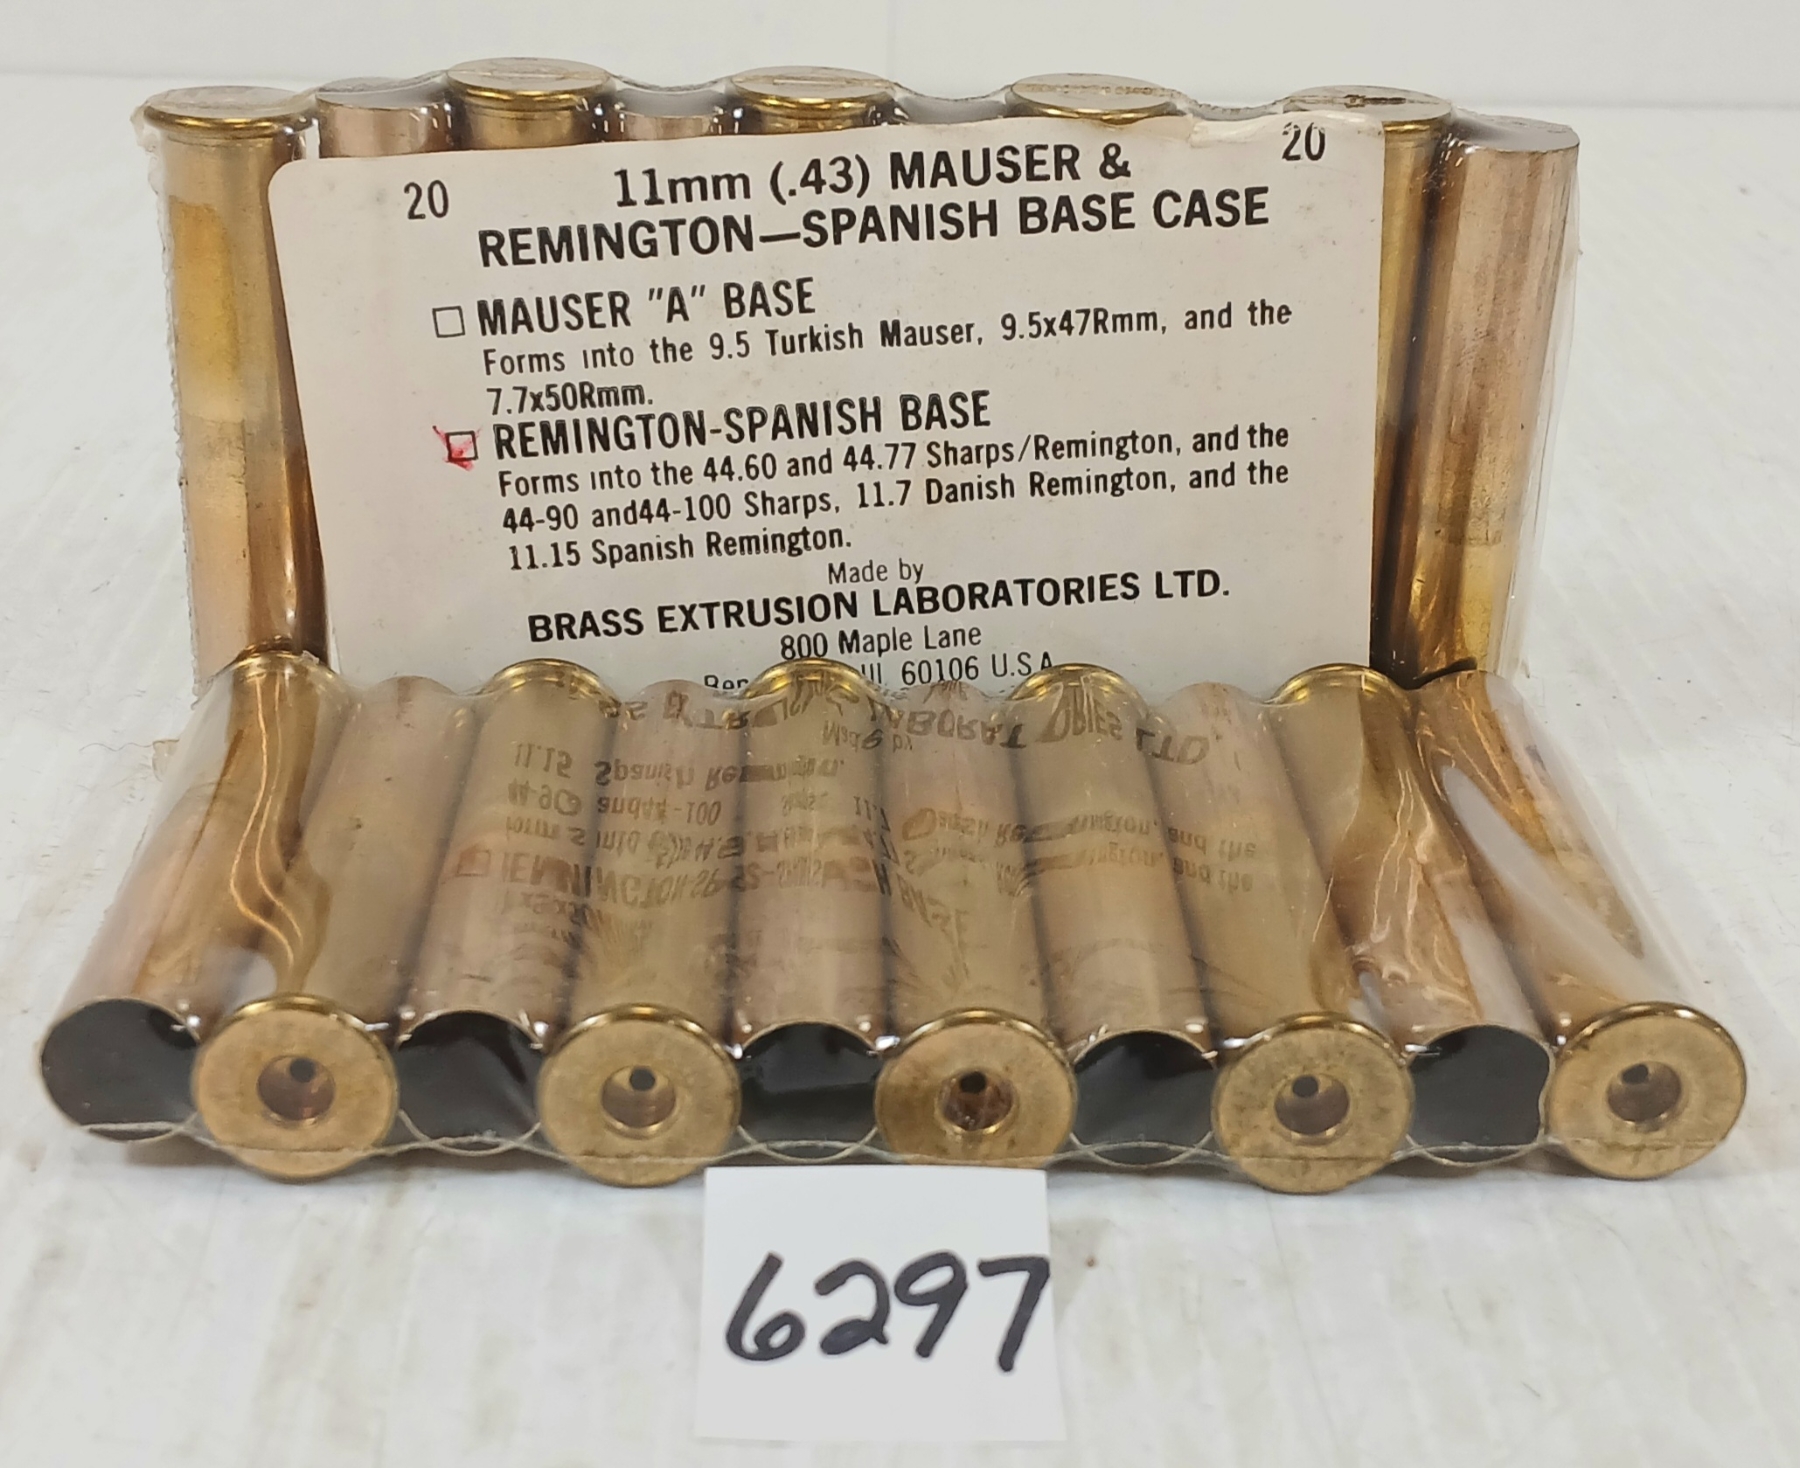 20 11mm (.43) MAUSER & 20
REMINGTON—SPANISH BASE CASE
MAUSER "A" BASE
Forms into the 9.5 Turkish Mauser, 9.5x47Rmm, and the
7.7x50Rmm.
REMINGTON-SPANISH BASE
Forms into the 44.60 and 44.77 Sharps/Remington, and the
44-90 and44-100 Sharps, 11.7 Danish Remington, and the
11.15 Spanish Remington.
Made by
BRASS EXTRUSION LABORATORIES LTD.
800 Maple Lane
60106 U.S.A.
6297